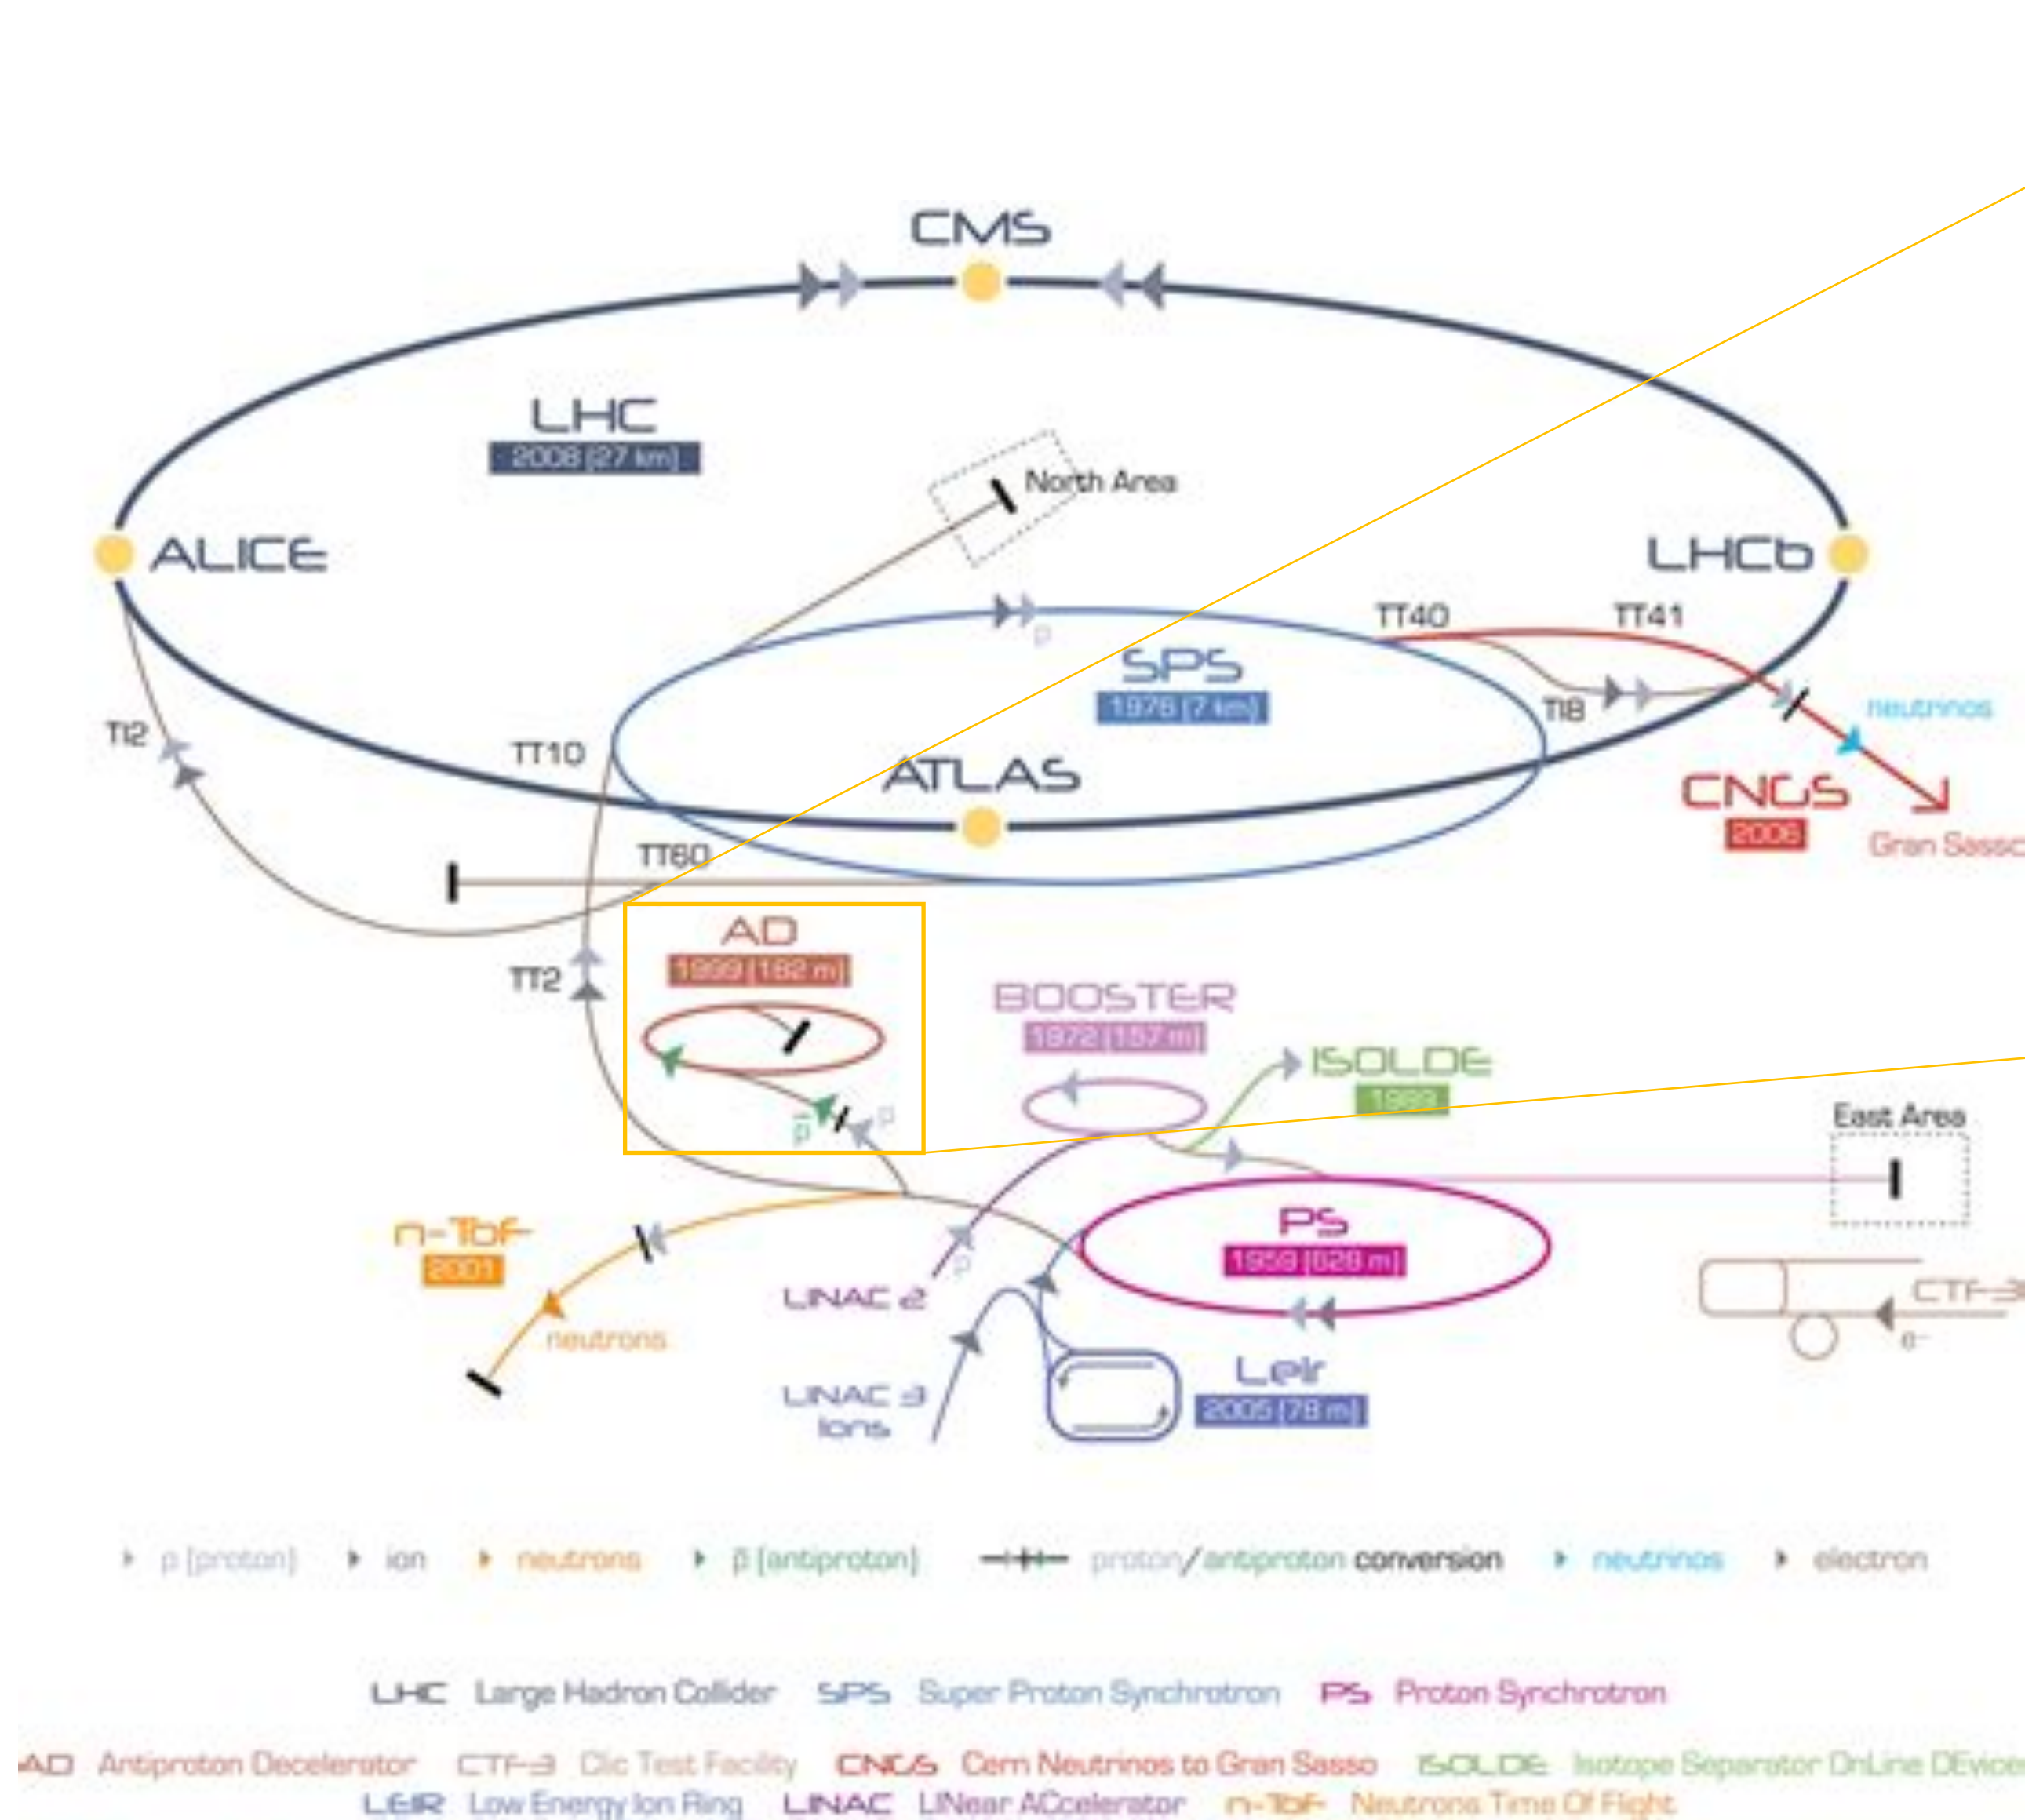 CMS
LHC
2008 (27 km)
North Area
ALICE
LHCb
TT40
TT41
p
SPS
1976 (7 km)
TI8
neutrinos
TI2
TT10
ATLAS
CNGS
2006
Gran Sasso
TT60
AD
1999 (182 m)
TT2
BOOSTER
1972 (157 m)
ISOLDE
1989
East Area
p̄
p
PS
1959 (628 m)
n-ToF
2001
p
LINAC 2
CTF-3
e-
neutrons
Leir
2005 (78 m)
LINAC 3
Ions
p (proton) ion neutrons p̄ (antiproton) proton/antiproton conversion neutrinos electron
LHC Large Hadron Collider SPS Super Proton Synchrotron PS Proton Synchrotron
AD Antiproton Decelerator CTF-3 Clic Test Facility CNGS Cern Neutrinos to Gran Sasso ISOLDE Isotope Separator OnLine DEvice
LEIR Low Energy Ion Ring LINAC LINear ACcelerator n-ToF Neutrons Time Of Flight